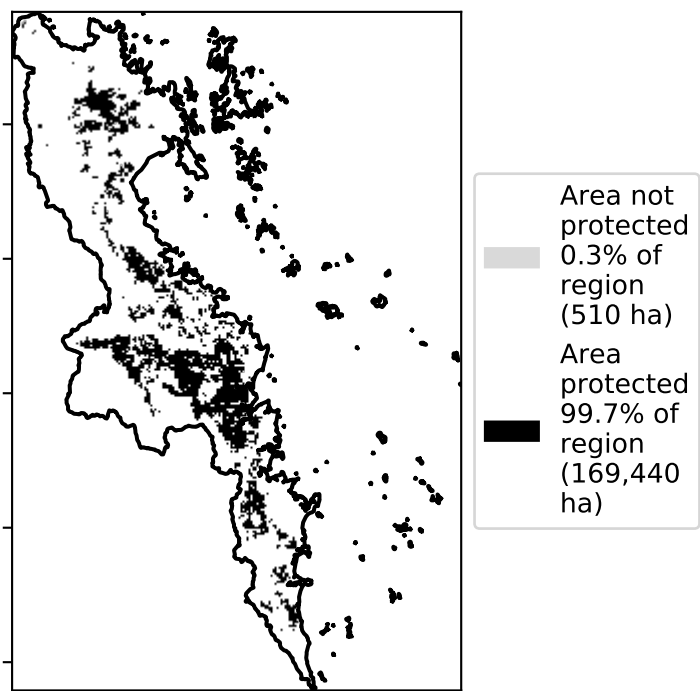 Area not
protected
0.3% of
region
(510 ha)
Area
protected
99.7% of
region
(169,440
ha)